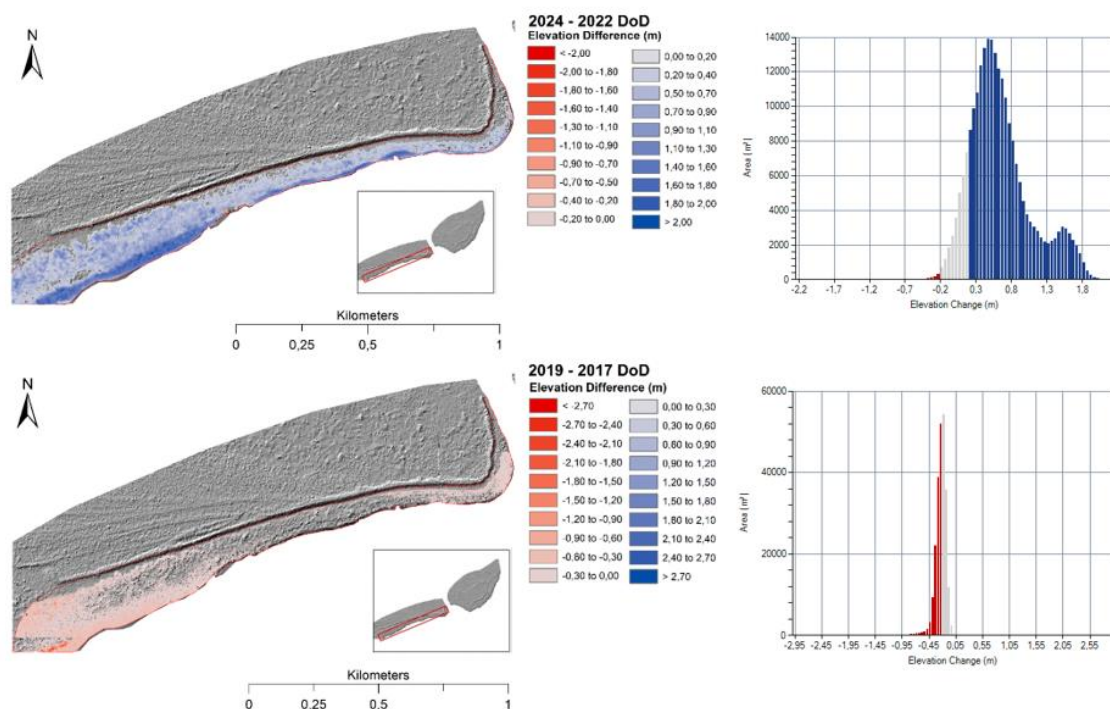 N
2024 - 2022 DoD
Elevation Difference (m)
< -2,00
-2,00 to -1,80
-1,80 to -1,60
-1,60 to -1,40
-1,30 to -1,10
-1,10 to -0,90
-0,90 to -0,70
-0,70 to -0,50
-0,40 to -0,20
-0,20 to 0,00
0,00 to 0,20
0,20 to 0,40
0,50 to 0,70
0,70 to 0,90
0,90 to 1,10
1,10 to 1,30
1,40 to 1,60
1,60 to 1,80
1,80 to 2,00
> 2,00
Kilometers
0 0,25 0,5 1
14000
12000
10000
8000
6000
4000
2000
0
Area [m²]
-2,2 -1,7 -1,2 -0,7 -0,2 0,3 0,8 1,3 1,8
Elevation Change (m)
N
2019 - 2017 DoD
Elevation Difference (m)
< -2,70
-2,70 to -2,40
-2,40 to -2,10
-2,10 to -1,80
-1,80 to -1,50
-1,50 to -1,20
-1,20 to -0,90
-0,90 to -0,60
-0,60 to -0,30
-0,30 to 0,00
0,00 to 0,30
0,30 to 0,60
0,60 to 0,90
0,90 to 1,20
1,20 to 1,50
1,50 to 1,80
1,80 to 2,10
2,10 to 2,40
2,40 to 2,70
> 2,70
Kilometers
0 0,25 0,5 1
60000
40000
20000
0
Area [m²]
-2,95 -2,45 -1,95 -1,45 -0,95 -0,45 0,05 0,55 1,05 1,55 2,05 2,55
Elevation Change (m)